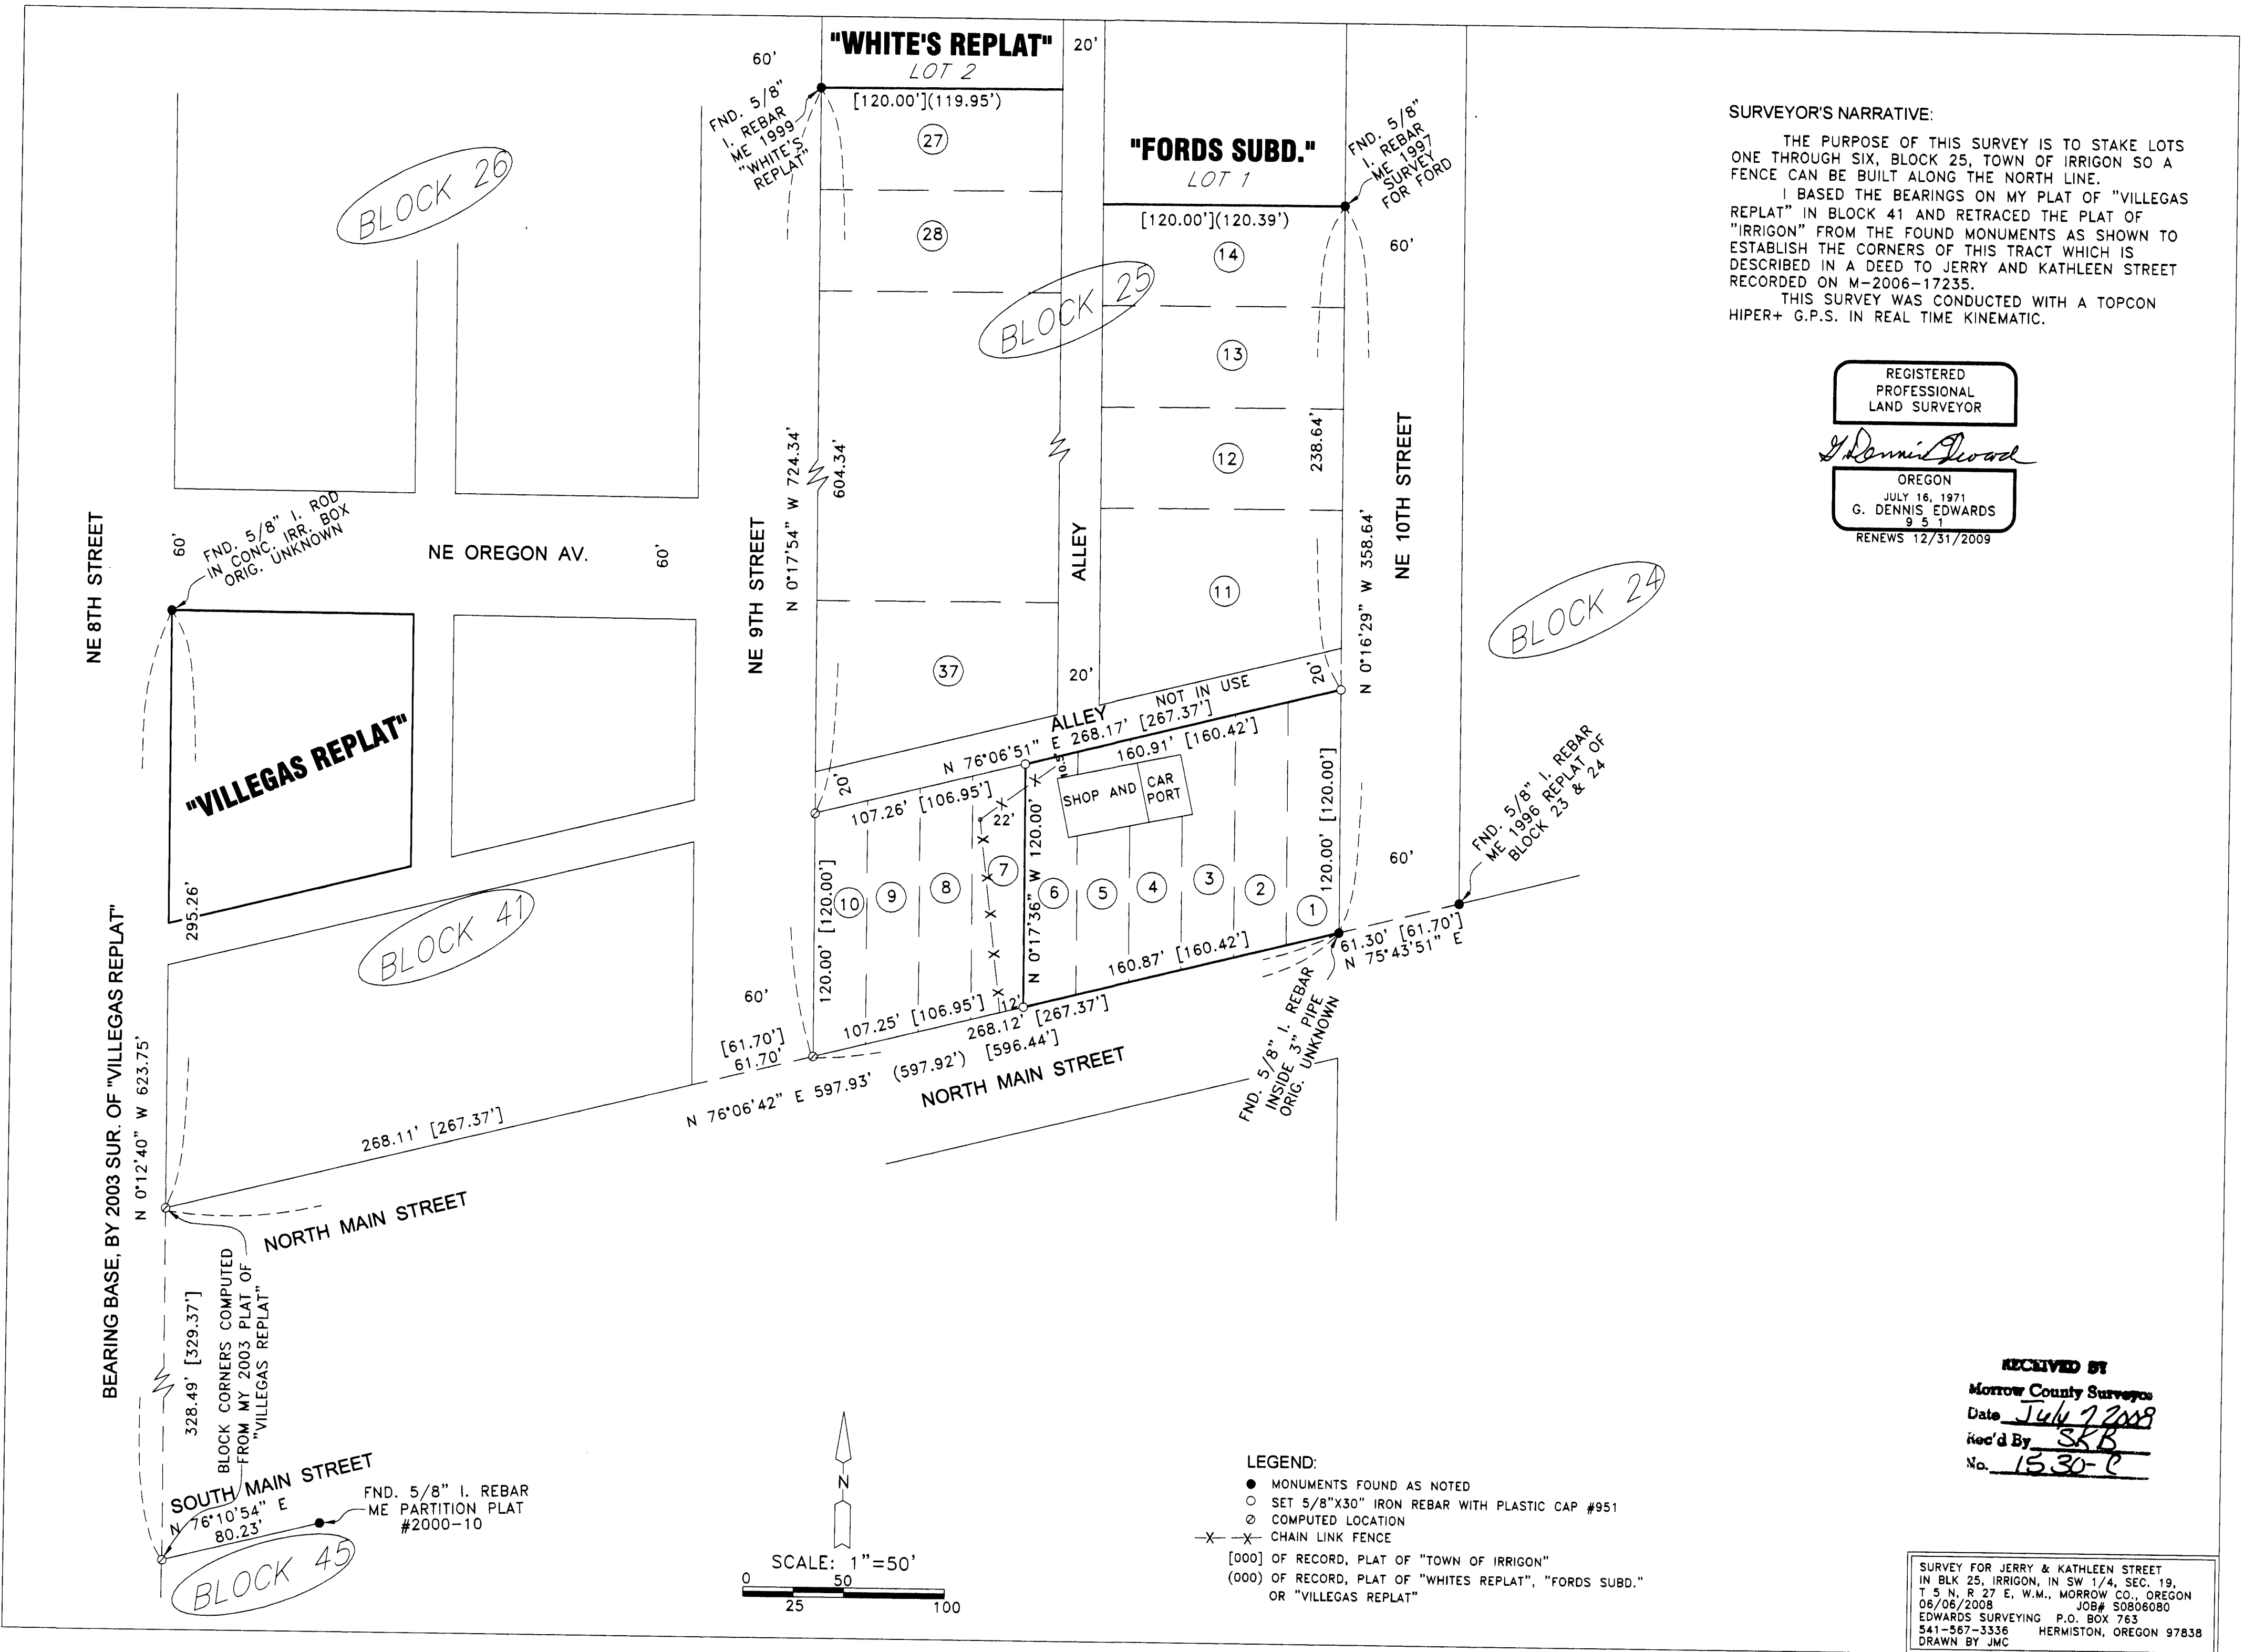 "WHITE'S REPLAT"
LOT 2
60'
20'
[120.00'](119.95')
FND. 5/8"
I. REBAR
ME 1999
"WHITE'S
REPLAT"
27
28
"FORDS SUBD."
LOT 1
[120.00'](120.39')
FND. 5/8"
I. REBAR
ME 1997
SURVEY
FOR FORD
60'
14
13
12
11
BLOCK 26
BLOCK 25
SURVEYOR'S NARRATIVE:
THE PURPOSE OF THIS SURVEY IS TO STAKE LOTS
ONE THROUGH SIX, BLOCK 25, TOWN OF IRRIGON SO A
FENCE CAN BE BUILT ALONG THE NORTH LINE.
I BASED THE BEARINGS ON MY PLAT OF "VILLEGAS
REPLAT" IN BLOCK 41 AND RETRACED THE PLAT OF
"IRRIGON" FROM THE FOUND MONUMENTS AS SHOWN TO
ESTABLISH THE CORNERS OF THIS TRACT WHICH IS
DESCRIBED IN A DEED TO JERRY AND KATHLEEN STREET
RECORDED ON M-2006-17235.
THIS SURVEY WAS CONDUCTED WITH A TOPCON
HIPER+ G.P.S. IN REAL TIME KINEMATIC.
REGISTERED
PROFESSIONAL
LAND SURVEYOR
OREGON
JULY 16, 1971
G. DENNIS EDWARDS
9 5 1
RENEWS 12/31/2009
NE 8TH STREET
60'
FND. 5/8" I. ROD
IN CONC. IRR. BOX
ORIG. UNKNOWN
NE OREGON AV.
60'
NE 9TH STREET
N 0°17'54" W 724.34'
604.34'
ALLEY
238.64'
NE 10TH STREET
N 0°16'29" W 358.64'
BLOCK 24
37
20'
20'
20'
ALLEY
NOT IN USE
N 76°06'51" E 268.17' [267.37']
160.91' [160.42']
107.26' [106.95']
10.5'
SHOP AND
CAR
PORT
22'
N 0°17'36" W 120.00'
120.00' [120.00']
120.00' [120.00']
10
9
8
7
6
5
4
3
2
1
12'
160.87' [160.42']
107.25' [106.95']
268.12' [267.37']
60'
60'
[61.70']
61.70'
61.30' [61.70']
N 75°43'51" E
FND. 5/8" I. REBAR
ME 1996 REPLAT OF
BLOCK 23 & 24
FND. 5/8" I. REBAR
INSIDE 3" PIPE
ORIG. UNKNOWN
N 76°06'42" E 597.93' (597.92') [596.44']
NORTH MAIN STREET
"VILLEGAS REPLAT"
295.26'
BLOCK 41
BEARING BASE, BY 2003 SUR. OF "VILLEGAS REPLAT"
N 0°12'40" W 623.75'
268.11' [267.37']
NORTH MAIN STREET
328.49' [329.37']
BLOCK CORNERS COMPUTED
FROM MY 2003 PLAT OF
"VILLEGAS REPLAT"
SOUTH MAIN STREET
N 76°10'54" E
80.23'
FND. 5/8" I. REBAR
ME PARTITION PLAT
#2000-10
BLOCK 45
N
SCALE: 1"=50'
0 50
25 100
LEGEND:
MONUMENTS FOUND AS NOTED
SET 5/8"X30" IRON REBAR WITH PLASTIC CAP #951
COMPUTED LOCATION
X X CHAIN LINK FENCE
[000] OF RECORD, PLAT OF "TOWN OF IRRIGON"
(000) OF RECORD, PLAT OF "WHITES REPLAT", "FORDS SUBD."
OR "VILLEGAS REPLAT"
RECEIVED BY
Morrow County Surveyor
Date July 7 2008
Rec'd By SKB
No. 1530-C
SURVEY FOR JERRY & KATHLEEN STREET
IN BLK 25, IRRIGON, IN SW 1/4, SEC. 19,
T 5 N, R 27 E, W.M., MORROW CO., OREGON
06/06/2008 JOB# S0806080
EDWARDS SURVEYING P.O. BOX 763
541-567-3336 HERMISTON, OREGON 97838
DRAWN BY JMC